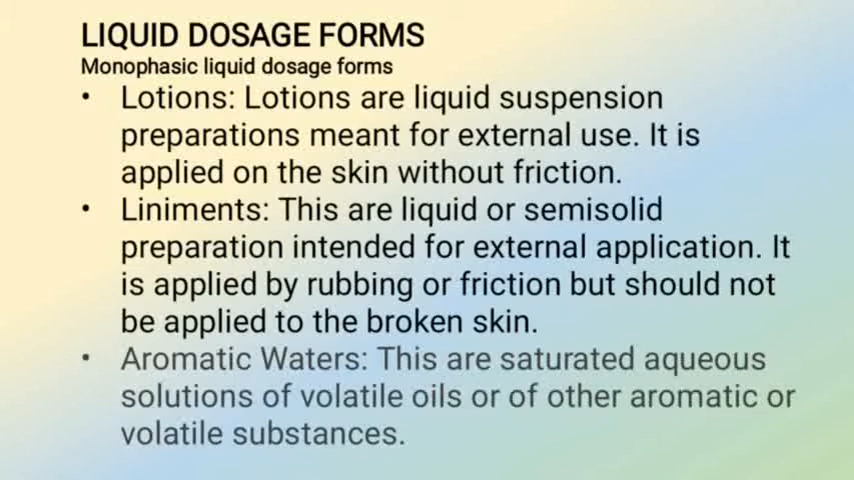 LIQUID DOSAGE FORMS
Monophasic liquid dosage forms
• Lotions: Lotions are liquid suspension
preparations meant for external use. It is
applied on the skin without friction.
• Liniments: This are liquid or semisolid
preparation intended for external application. It
is applied by rubbing or friction but should not
be applied to the broken skin.
• Aromatic Waters: This are saturated aqueous
solutions of volatile oils or of other aromatic or
volatile substances.